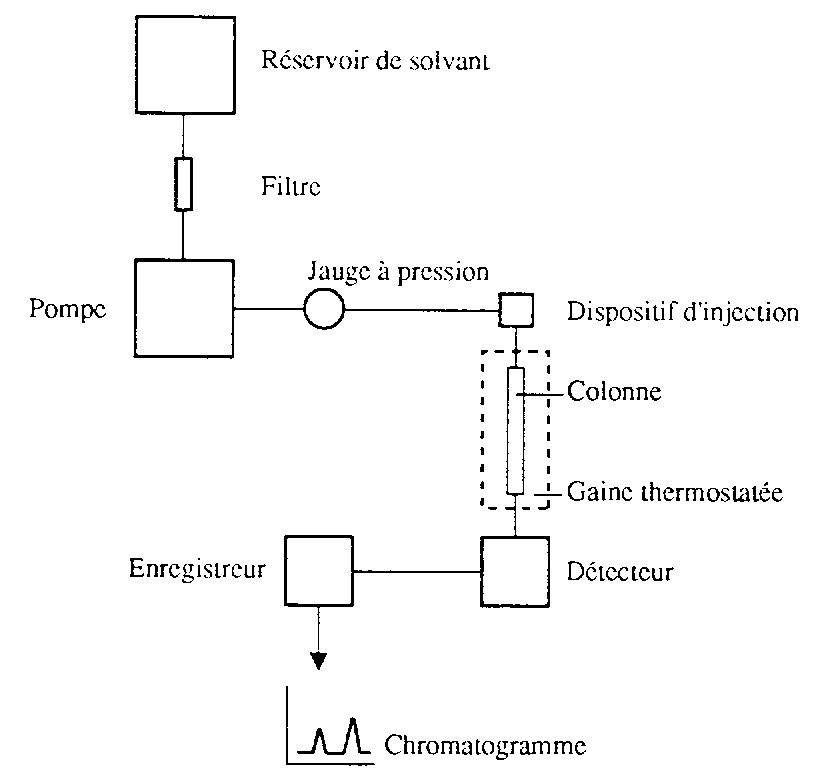 Réservoir de solvant
Filtre
Jauge à pression
Pompe
Dispositif d'injection
Colonne
Gaine thermostatée
Enregistreur
Détecteur
Chromatogramme